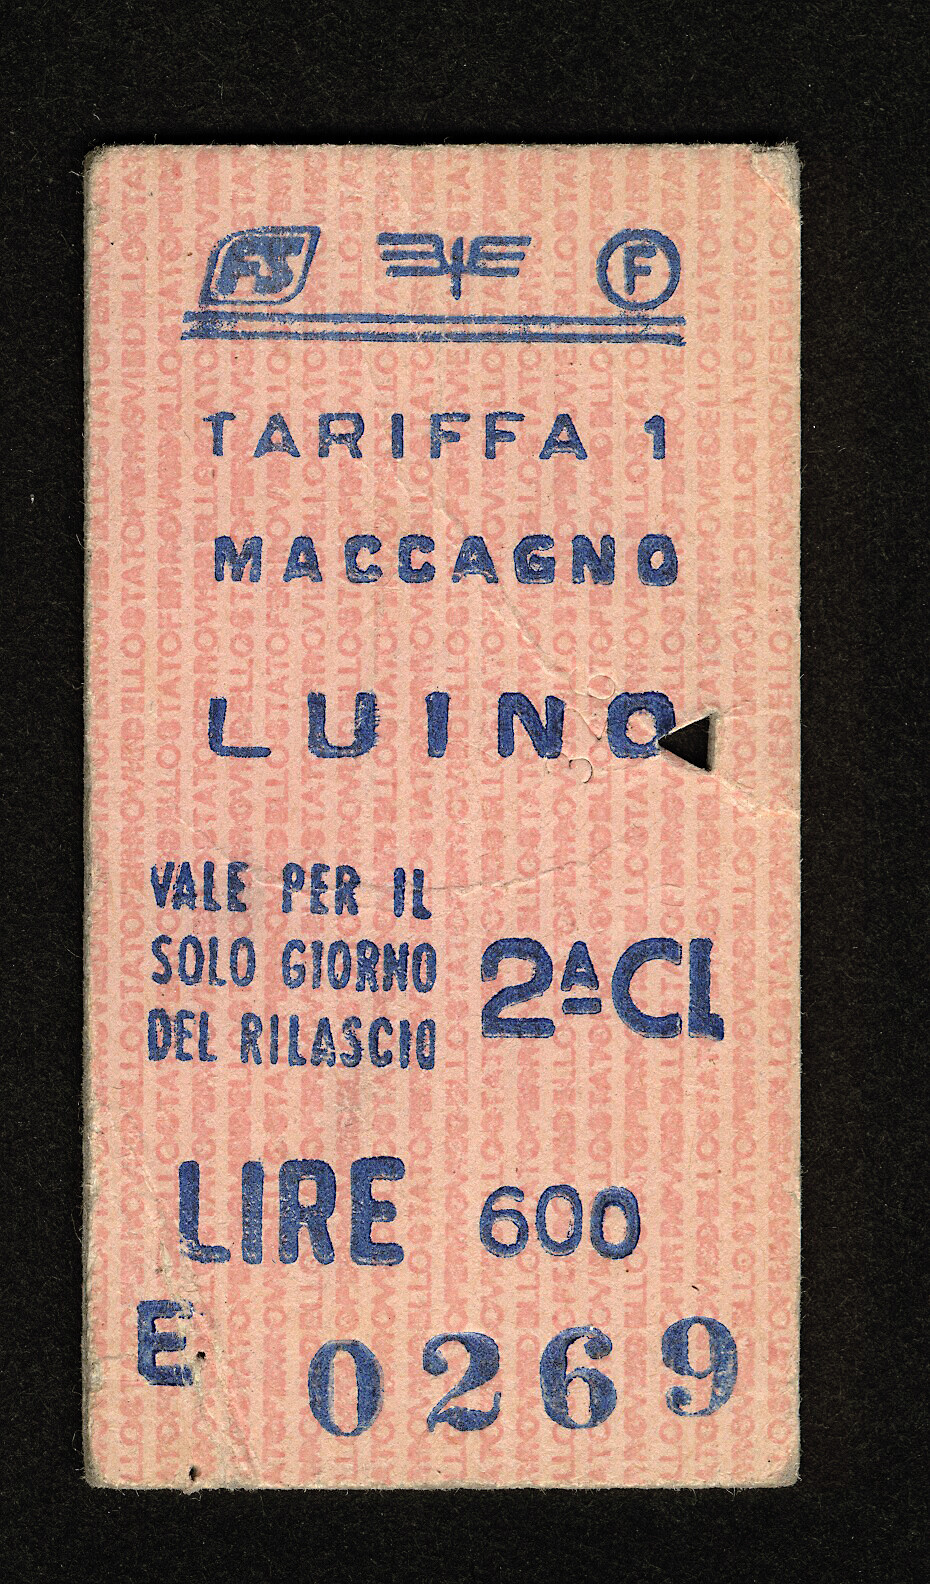 FS F
TARIFFA 1
MACCAGNO
LUINO
VALE PER IL
SOLO GIORNO
DEL RILASCIO
2ª Cl
LIRE 600
E
0269